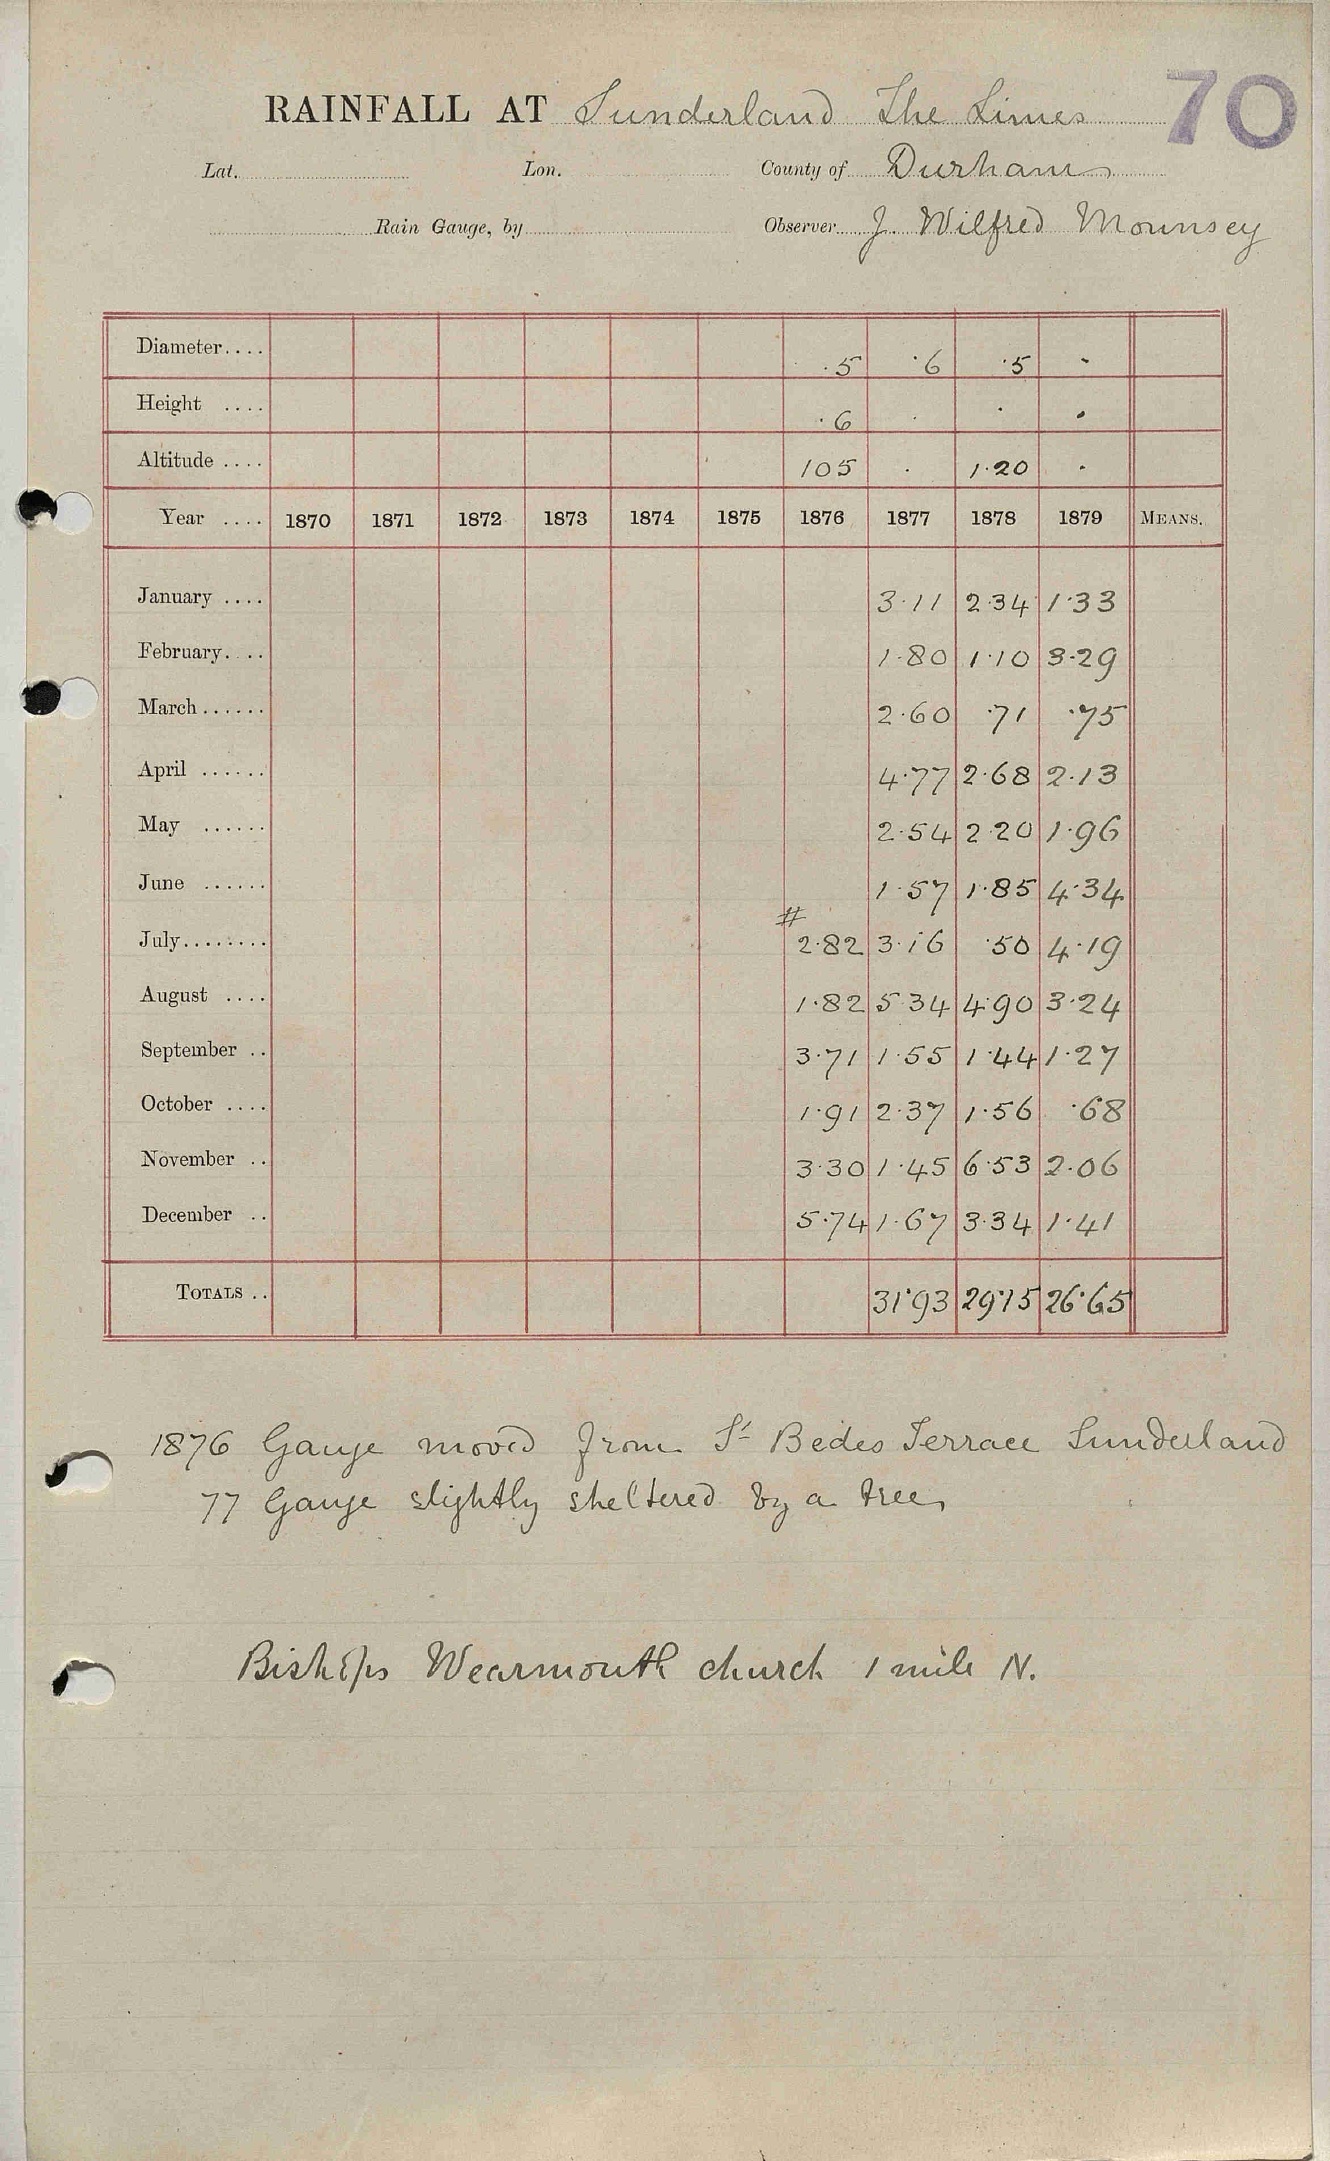 70
RAINFALL AT Sunderland The Limes
Lat. Lon. County of Durham
Rain Gauge, by Observer J. Wilfred Mounsey
Diameter.... .5 .6 .5 .
Height .... .6 . . .
Altitude .... 105 . 1.20 .
Year .... 1870 1871 1872 1873 1874 1875 1876 1877 1878 1879 MEANS.
January .... 3.11 2.34 1.33
February.... 1.80 1.10 3.29
March...... 2.60 .71 .75
April ...... 4.77 2.68 2.13
May ...... 2.54 2.20 1.96
June ...... 1.57 1.85 4.34
#
July........ 2.82 3.16 .50 4.19
August .... 1.82 5.34 4.90 3.24
September .. 3.71 1.55 1.44 1.27
October .... 1.91 2.37 1.56 .68
November .. 3.30 1.45 6.53 2.06
December .. 5.74 1.67 3.34 1.41
TOTALS .. 31.93 29.15 26.65
1876 Gauge moved from St Bedes Terrace Sunderland
77 Gauge slightly sheltered by a tree
Bishops Wearmouth church 1 mile N.